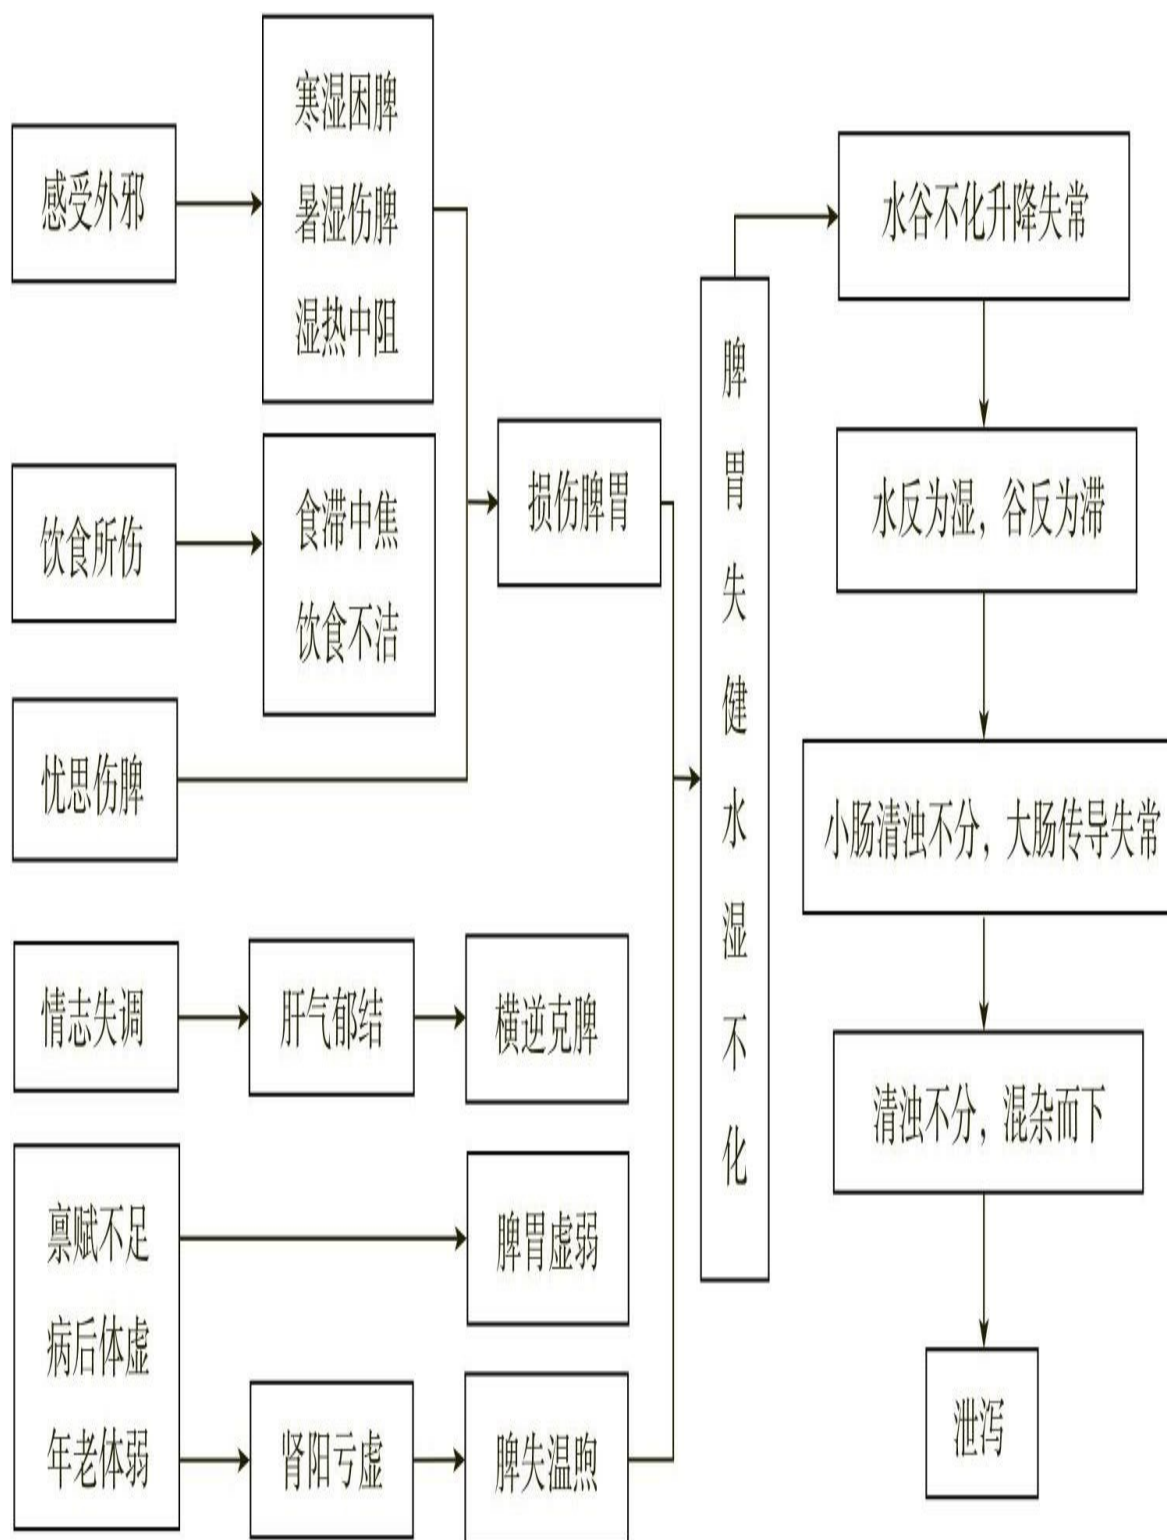 感受外邪
寒湿困脾
暑湿伤脾
湿热中阻
饮食所伤
食滞中焦
饮食不洁
忧思伤脾
损伤脾胃
情志失调
肝气郁结
横逆克脾
禀赋不足
病后体虚
年老体弱
脾胃虚弱
肾阳亏虚
脾失温煦
脾胃失健水湿不化
水谷不化升降失常
水反为湿，谷反为滞
小肠清浊不分，大肠传导失常
清浊不分，混杂而下
泄泻